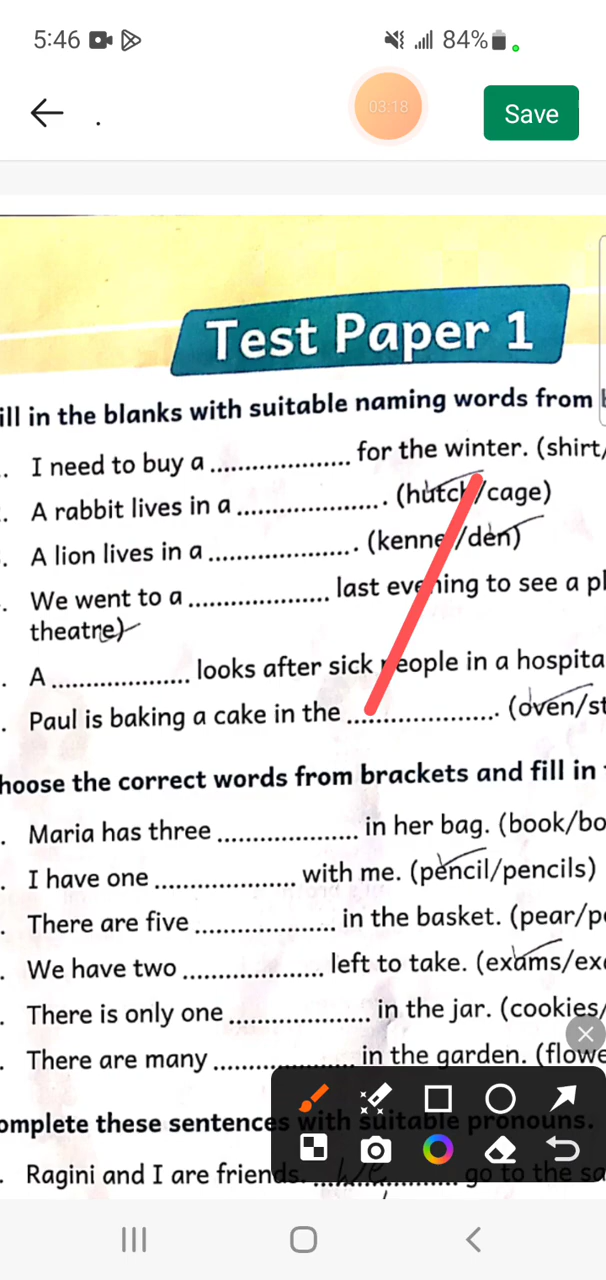 5:46 84%
03:18
Save
Test Paper 1
ill in the blanks with suitable naming words from
I need to buy a .................... for the winter. (shirt/
A rabbit lives in a .................... . (hutch/cage)
A lion lives in a .................... . (kennel/den)
We went to a .................... last evening to see a pl
theatre)
A .................... looks after sick people in a hospita
Paul is baking a cake in the .................... . (oven/st
hoose the correct words from brackets and fill in
Maria has three .................... in her bag. (book/bo
I have one .................... with me. (pencil/pencils)
There are five .................... in the basket. (pear/p
We have two .................... left to take. (exams/ex
There is only one .................... in the jar. (cookies/
There are many .................... in the garden. (flowe
omplete these sentences with suitable pronouns.
Ragini and I are friends. ....We.... go to the sa